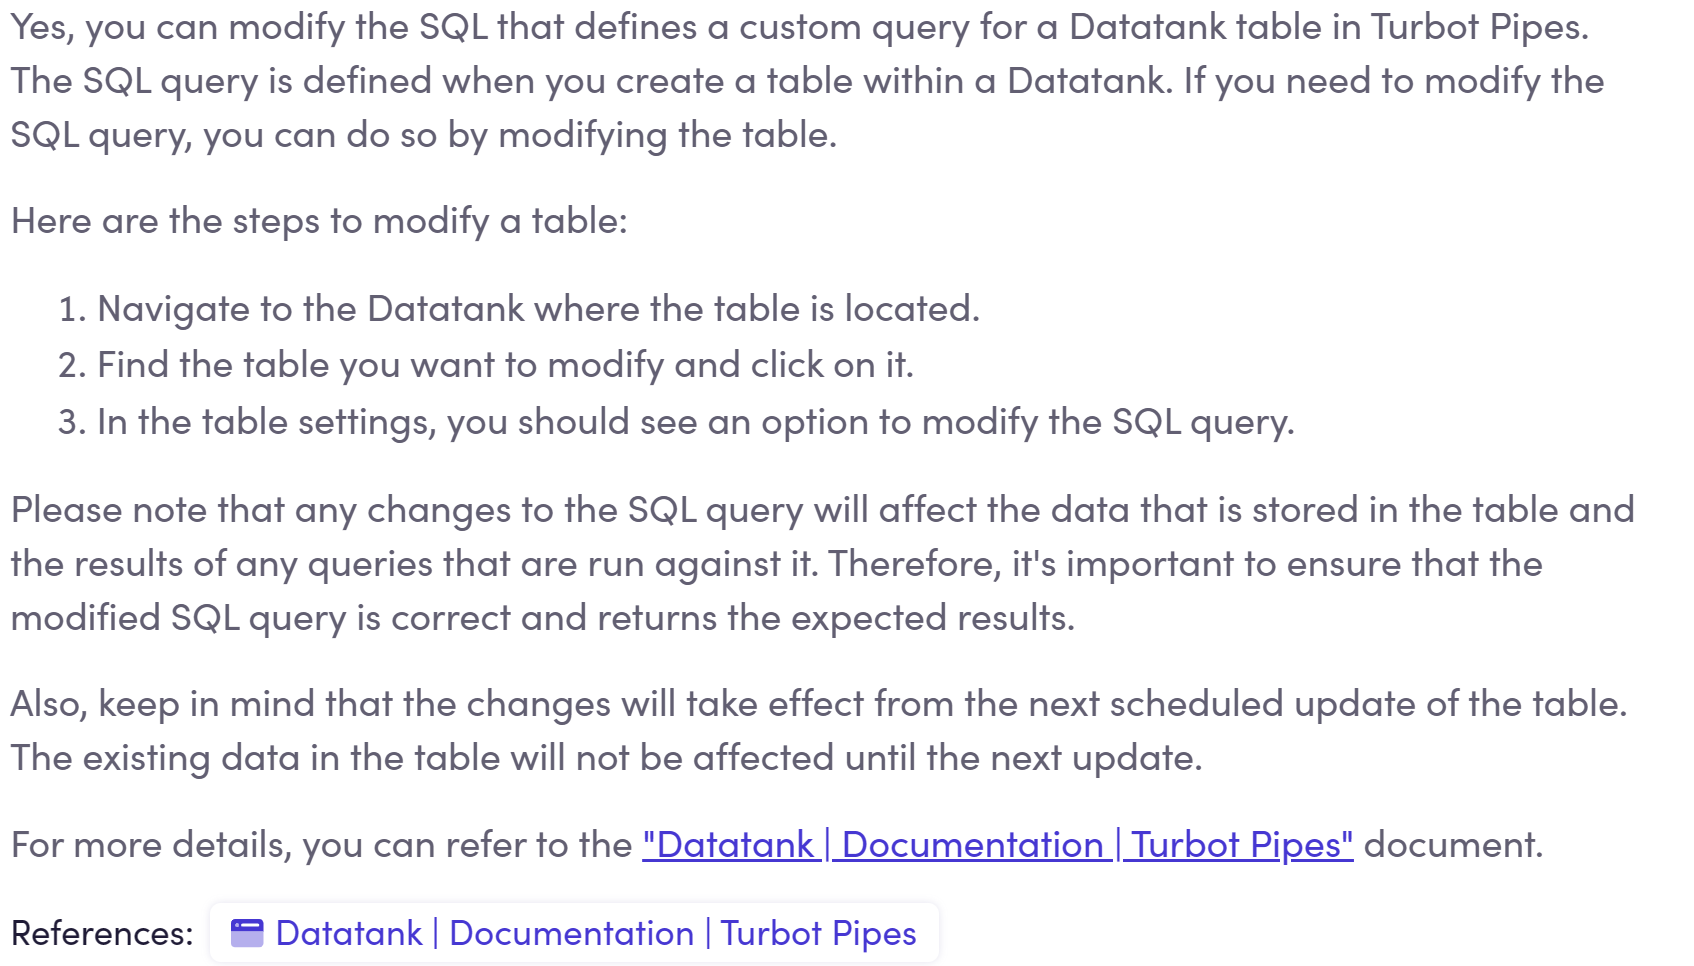 Yes, you can modify the SQL that defines a custom query for a Datatank table in Turbot Pipes.
The SQL query is defined when you create a table within a Datatank. If you need to modify the
SQL query, you can do so by modifying the table.
Here are the steps to modify a table:
1. Navigate to the Datatank where the table is located.
2. Find the table you want to modify and click on it.
3. In the table settings, you should see an option to modify the SQL query.
Please note that any changes to the SQL query will affect the data that is stored in the table and
the results of any queries that are run against it. Therefore, it's important to ensure that the
modified SQL query is correct and returns the expected results.
Also, keep in mind that the changes will take effect from the next scheduled update of the table.
The existing data in the table will not be affected until the next update.
For more details, you can refer to the "Datatank | Documentation | Turbot Pipes" document.
References: Datatank | Documentation | Turbot Pipes